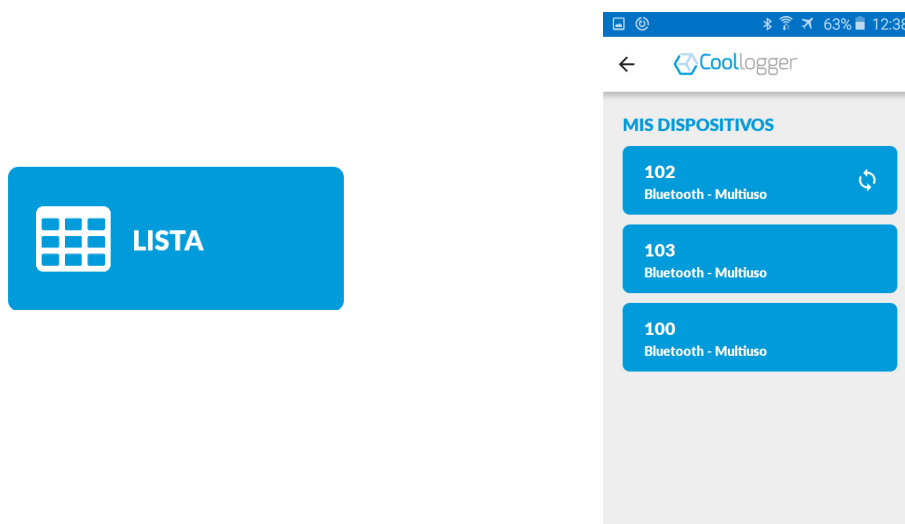 LISTA
63% 12:38
Coollogger
MIS DISPOSITIVOS
102
Bluetooth - Multiuso
103
Bluetooth - Multiuso
100
Bluetooth - Multiuso